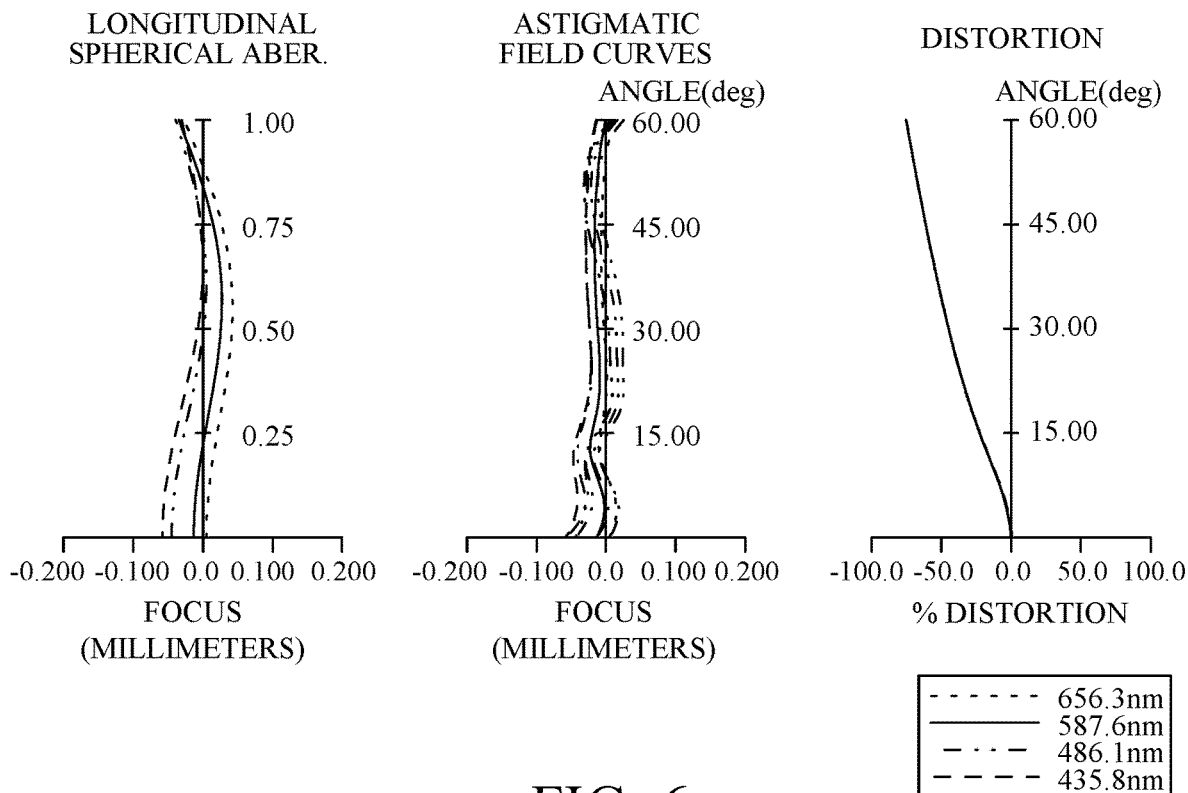 LONGITUDINAL
SPHERICAL ABER.
1.00
0.75
0.50
0.25
-0.200 -0.100 0.0 0.100 0.200
FOCUS
(MILLIMETERS)
ASTIGMATIC
FIELD CURVES
ANGLE(deg)
60.00
45.00
30.00
15.00
-0.200 -0.100 0.0 0.100 0.200
FOCUS
(MILLIMETERS)
DISTORTION
ANGLE(deg)
60.00
45.00
30.00
15.00
-100.0 -50.0 0.0 50.0 100.0
% DISTORTION
656.3nm
587.6nm
486.1nm
435.8nm